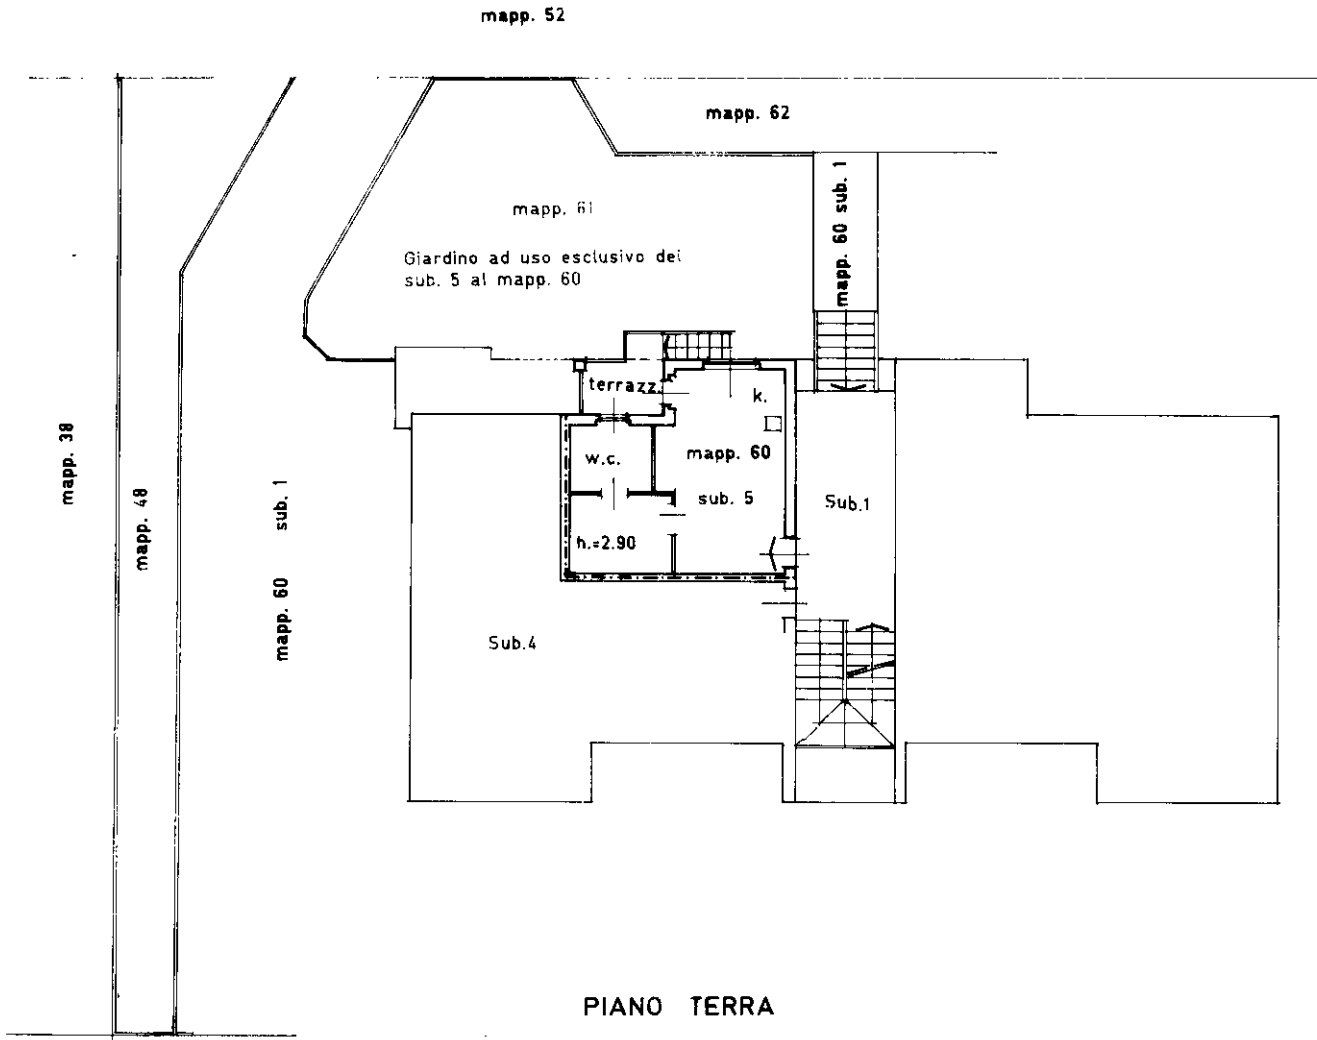 mapp. 52
mapp. 62
mapp. 60 sub. 1
mapp. 61
Giardino ad uso esclusivo del
sub. 5 al mapp. 60
terrazz.
k.
mapp. 38
mapp. 48
mapp. 60 sub. 1
w.c.
mapp. 60
sub. 5
Sub.1
h.=2.90
Sub.4
PIANO TERRA